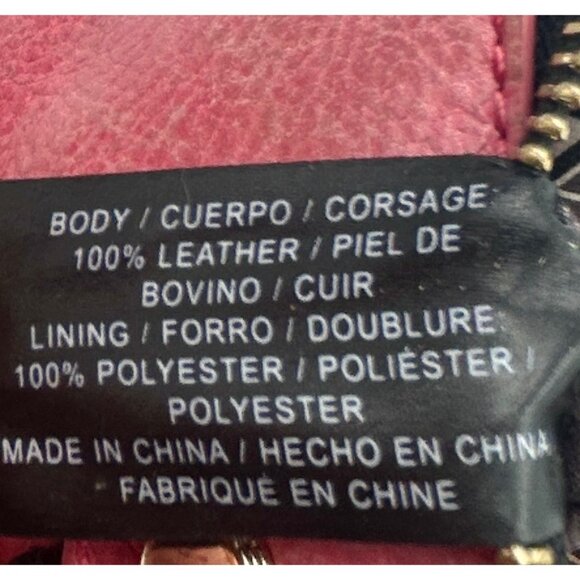 BODY / CUERPO / CORSAGE:
100% LEATHER / PIEL DE
BOVINO / CUIR
LINING / FORRO / DOUBLURE:
100% POLYESTER / POLIÉSTER /
POLYESTER
MADE IN CHINA / HECHO EN CHINA
FABRIQUÉ EN CHINE